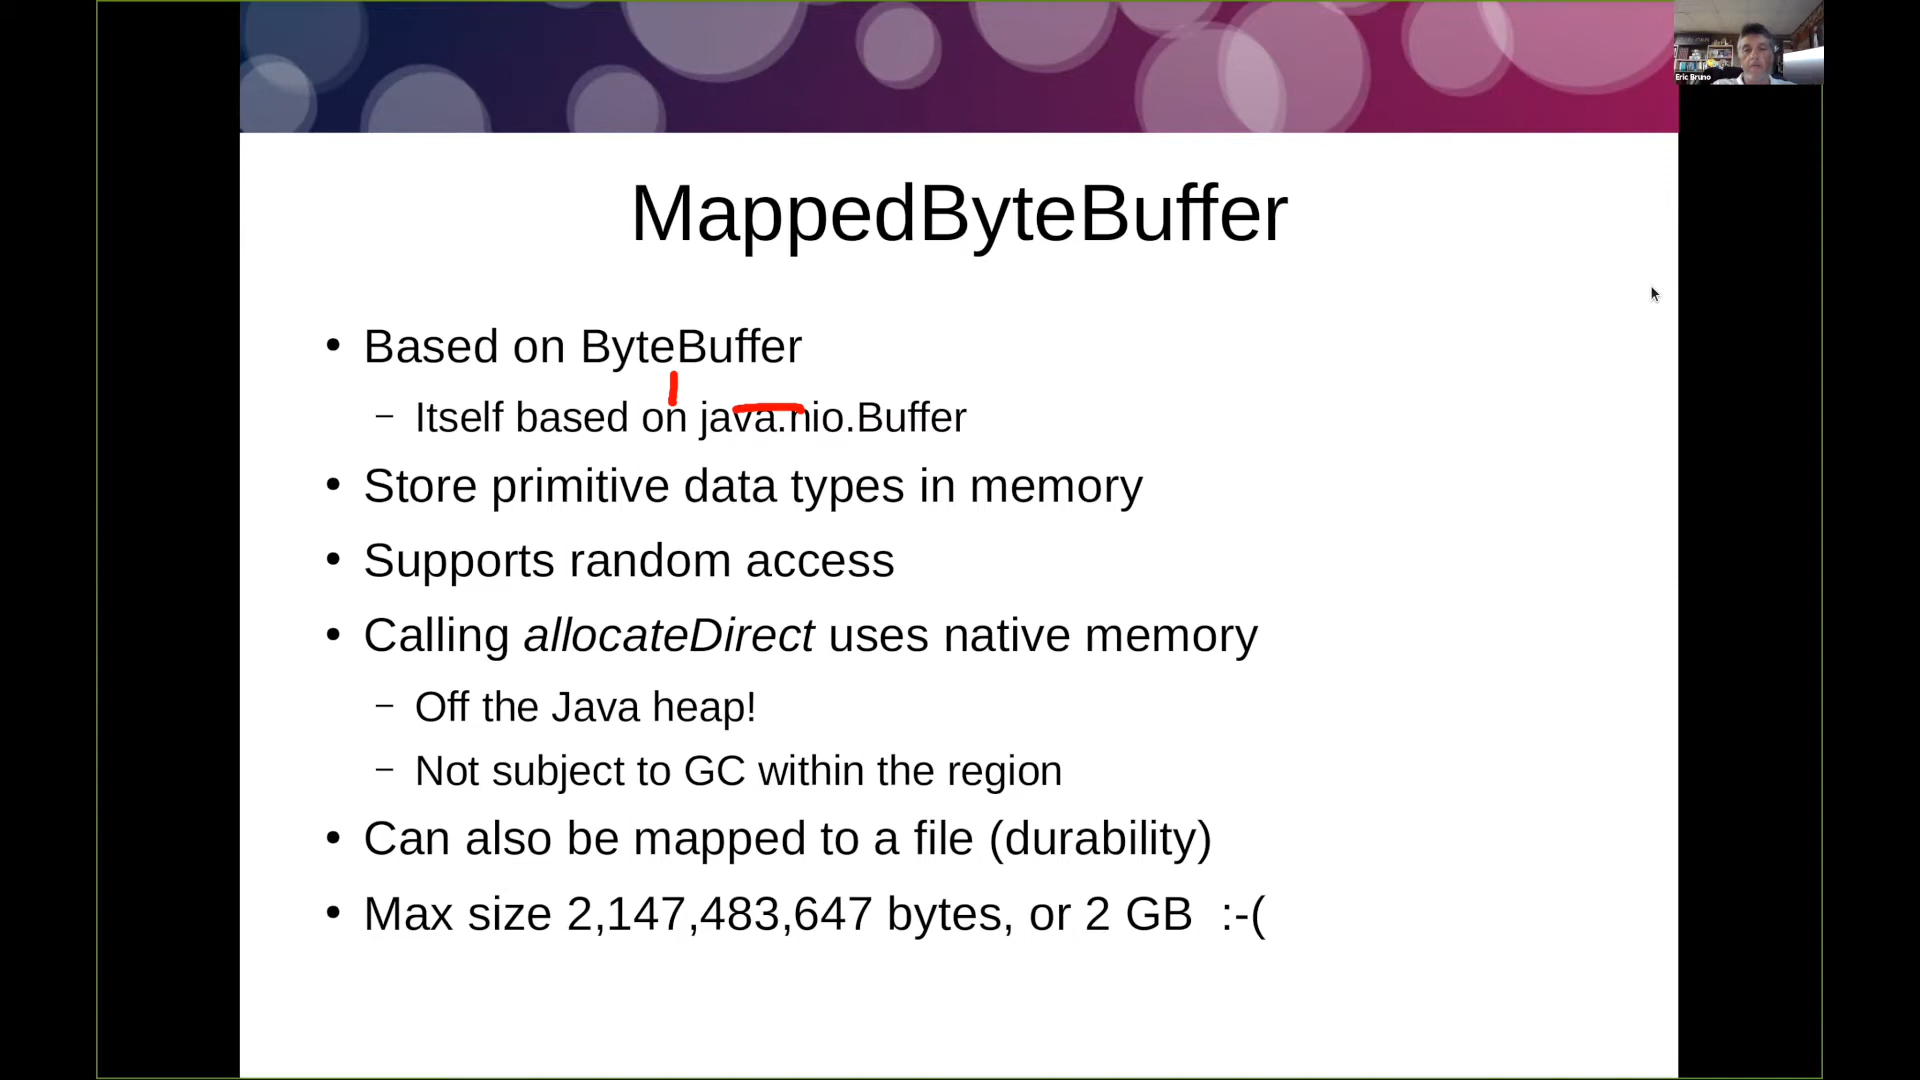 Eric Bruno
MappedByteBuffer
• Based on ByteBuffer
– Itself based on java.nio.Buffer
• Store primitive data types in memory
• Supports random access
• Calling allocateDirect uses native memory
– Off the Java heap!
– Not subject to GC within the region
• Can also be mapped to a file (durability)
• Max size 2,147,483,647 bytes, or 2 GB :-(